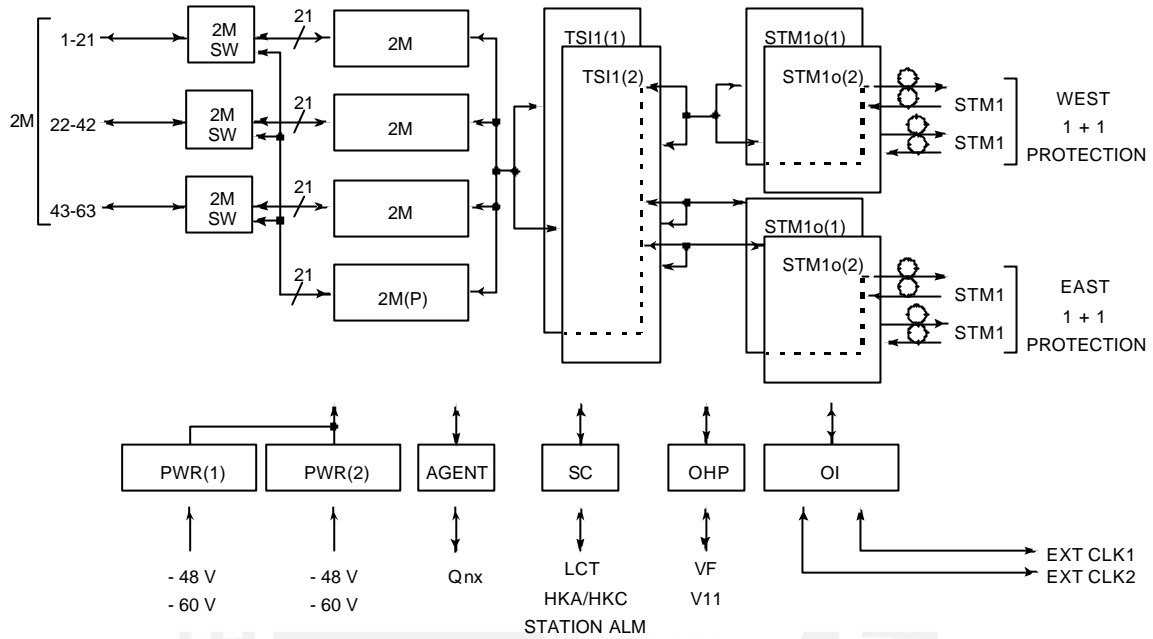 2M
1-21
2M
SW
21
2M
22-42
2M
SW
21
2M
43-63
2M
SW
21
2M
21
2M(P)
TSI1(1)
TSI1(2)
STM1o(1)
STM1o(2)
STM1
STM1
WEST
1 + 1
PROTECTION
STM1o(1)
STM1o(2)
STM1
STM1
EAST
1 + 1
PROTECTION
PWR(1)
PWR(2)
AGENT
SC
OHP
OI
- 48 V
- 60 V
- 48 V
- 60 V
Qnx
LCT
HKA/HKC
STATION ALM
VF
V11
EXT CLK1
EXT CLK2